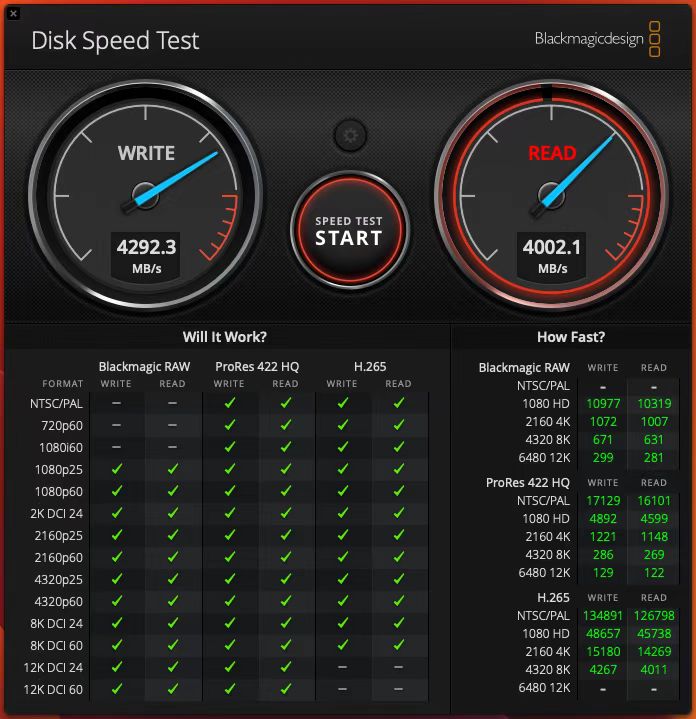 Disk Speed Test
Blackmagicdesign
WRITE
4292.3
MB/s
SPEED TEST
START
READ
4002.1
MB/s
Will It Work?
Blackmagic RAW ProRes 422 HQ H.265
FORMAT WRITE READ WRITE READ WRITE READ
NTSC/PAL – – ✓ ✓ ✓ ✓
720p60 – – ✓ ✓ ✓ ✓
1080i60 – – ✓ ✓ ✓ ✓
1080p25 ✓ ✓ ✓ ✓ ✓ ✓
1080p60 ✓ ✓ ✓ ✓ ✓ ✓
2K DCI 24 ✓ ✓ ✓ ✓ ✓ ✓
2160p25 ✓ ✓ ✓ ✓ ✓ ✓
2160p60 ✓ ✓ ✓ ✓ ✓ ✓
4320p25 ✓ ✓ ✓ ✓ ✓ ✓
4320p60 ✓ ✓ ✓ ✓ ✓ ✓
8K DCI 24 ✓ ✓ ✓ ✓ ✓ ✓
8K DCI 60 ✓ ✓ ✓ ✓ ✓ ✓
12K DCI 24 ✓ ✓ ✓ ✓ – –
12K DCI 60 ✓ ✓ ✓ ✓ – –
How Fast?
Blackmagic RAW WRITE READ
NTSC/PAL – –
1080 HD 10977 10319
2160 4K 1072 1007
4320 8K 671 631
6480 12K 299 281
ProRes 422 HQ WRITE READ
NTSC/PAL 17129 16101
1080 HD 4892 4599
2160 4K 1221 1148
4320 8K 286 269
6480 12K 129 122
H.265 WRITE READ
NTSC/PAL 134891 126798
1080 HD 48657 45738
2160 4K 15180 14269
4320 8K 4267 4011
6480 12K – –